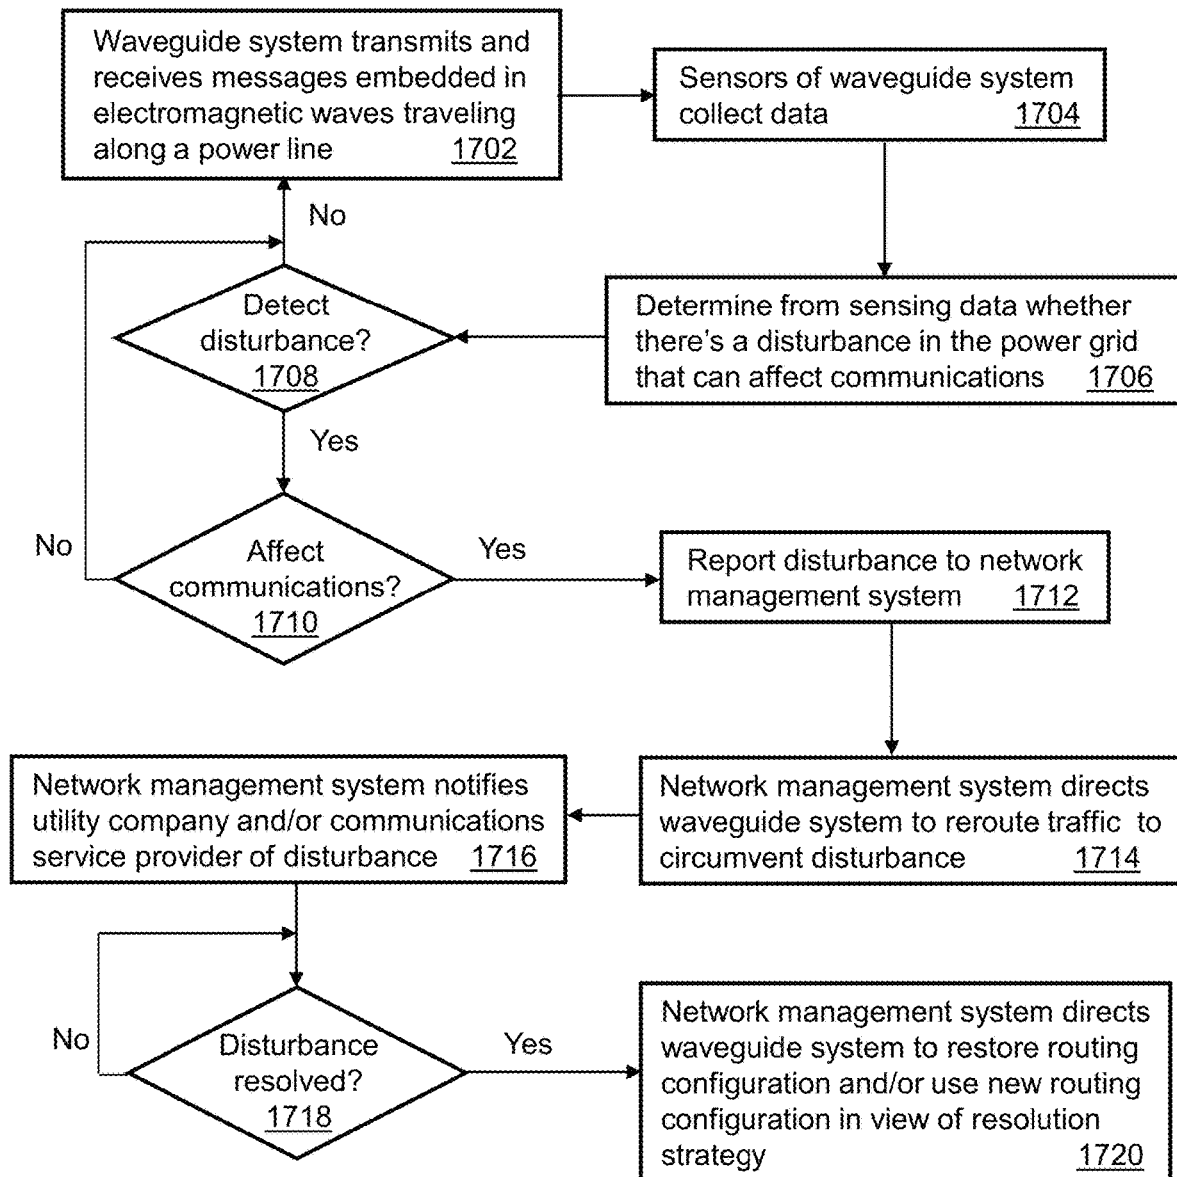 Waveguide system transmits and
receives messages embedded in
electromagnetic waves traveling
along a power line 1702
Sensors of waveguide system
collect data 1704
No
Detect
disturbance?
1708
Determine from sensing data whether
there's a disturbance in the power grid
that can affect communications 1706
Yes
No
Affect
communications?
1710
Yes
Report disturbance to network
management system 1712
Network management system notifies
utility company and/or communications
service provider of disturbance 1716
Network management system directs
waveguide system to reroute traffic to
circumvent disturbance 1714
No
Disturbance
resolved?
1718
Yes
Network management system directs
waveguide system to restore routing
configuration and/or use new routing
configuration in view of resolution
strategy 1720